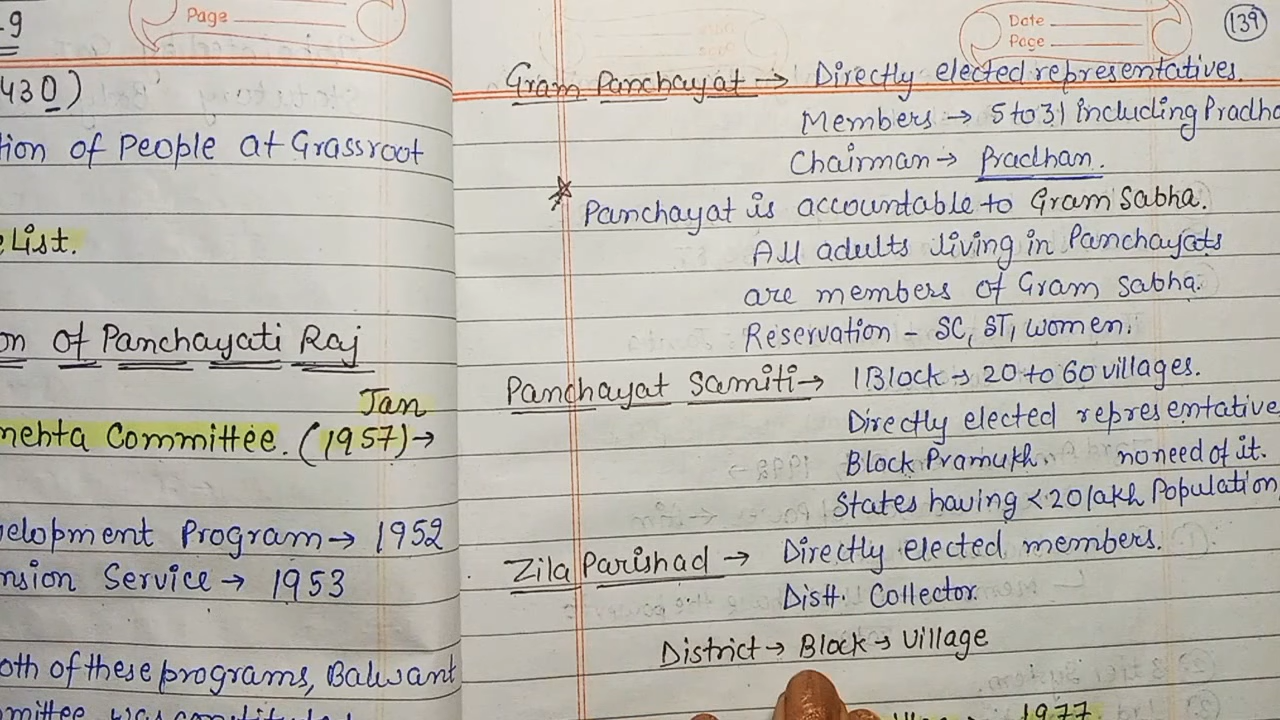 -9
Page
430)
tion of People at Grassroot
List.
on of Panchayati Raj
Jan
mehta Committee. (1957)→
velopment Program→ 1952
nsion Service → 1953
oth of these programs, Balwant
mmittee was constituted
Date
Page
139
Gram Panchayat → Directly elected representatives.
Members → 5 to 31 including Pradha
Chairman → Pradhan.
Panchayat is accountable to Gram Sabha.
All adults living in Panchayats
are members of Gram Sabha.
Reservation - SC, ST, women.
Panchayat Samiti → 1 Block → 20 to 60 villages.
Directly elected representative
Block Pramukh. no need of it.
States having < 20 lakh Population
Zila Parishad → Directly elected members.
Distt. Collector.
District → Block → Village
1977